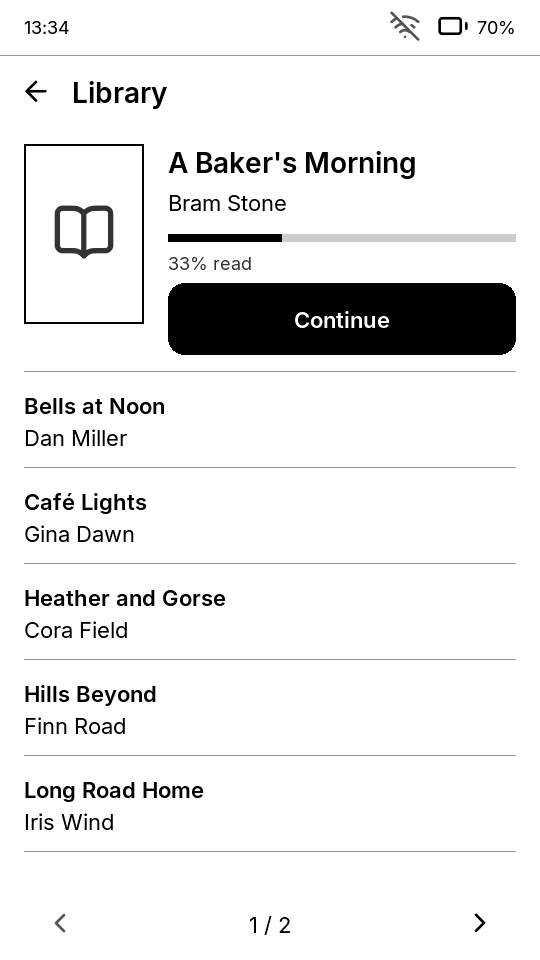 13:34
70%
Library
A Baker's Morning
Bram Stone
33% read
Continue
Bells at Noon
Dan Miller
Café Lights
Gina Dawn
Heather and Gorse
Cora Field
Hills Beyond
Finn Road
Long Road Home
Iris Wind
1 / 2